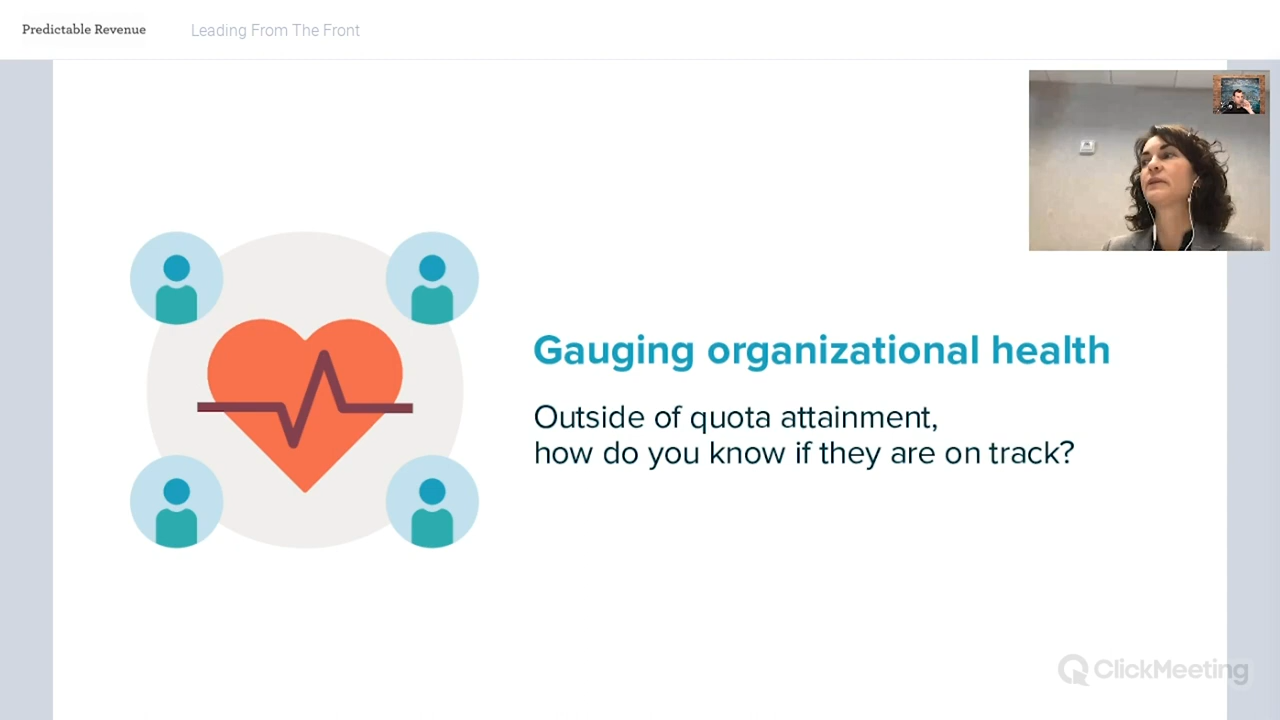 Predictable Revenue
Leading From The Front
Gauging organizational health
Outside of quota attainment,
how do you know if they are on track?
ClickMeeting